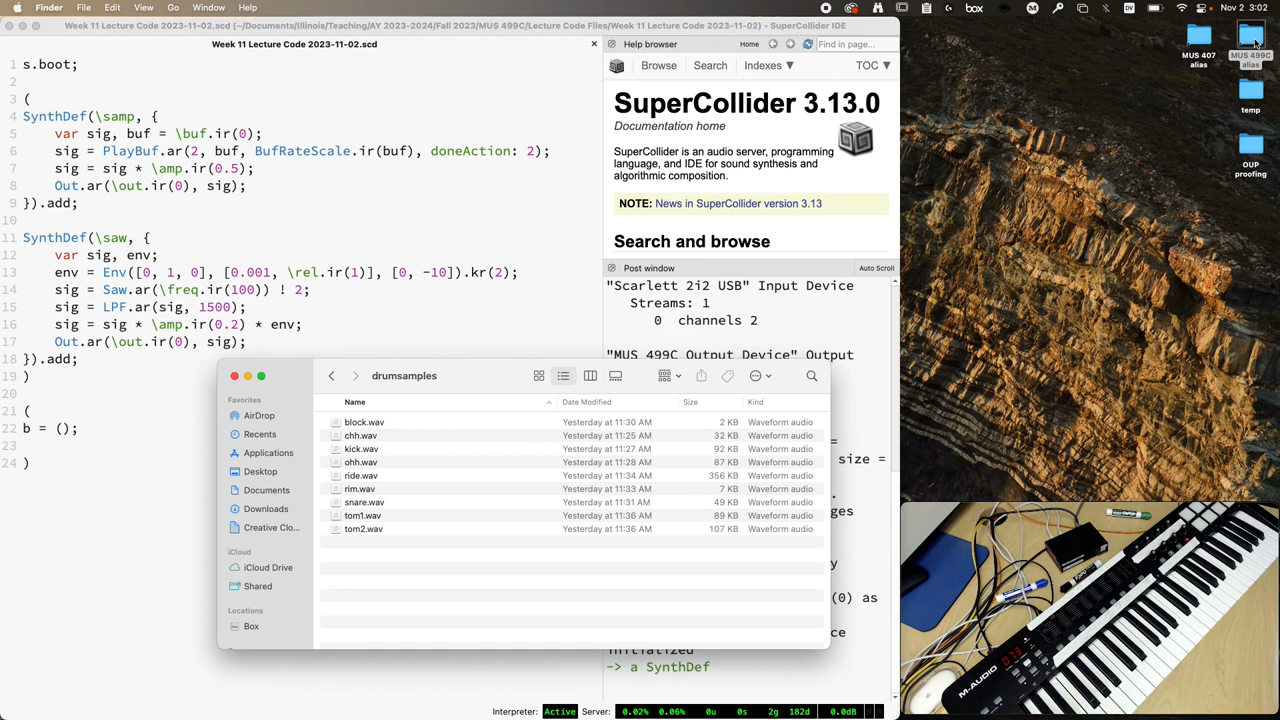 Finder File Edit View Go Window Help
Nov 2 3:02
Week 11 Lecture Code 2023-11-02.scd (~/Documents/Illinois/Teaching/AY 2023-2024/Fall 2023/MUS 499C/Lecture Code Files/Week 11 Lecture Code 2023-11-02) - SuperCollider IDE
Week 11 Lecture Code 2023-11-02.scd
1 s.boot;
2
3 (
4 SynthDef(\samp, {
5 var sig, buf = \buf.ir(0);
6 sig = PlayBuf.ar(2, buf, BufRateScale.ir(buf), doneAction: 2);
7 sig = sig * \amp.ir(0.5);
8 Out.ar(\out.ir(0), sig);
9 }).add;
10
11 SynthDef(\saw, {
12 var sig, env;
13 env = Env([0, 1, 0], [0.001, \rel.ir(1)], [0, -10]).kr(2);
14 sig = Saw.ar(\freq.ir(100)) ! 2;
15 sig = LPF.ar(sig, 1500);
16 sig = sig * \amp.ir(0.2) * env;
17 Out.ar(\out.ir(0), sig);
18 }).add;
19 )
20
21 (
22 b = ();
23
24 )
Help browser Home Find in page...
Browse Search Indexes ▼ TOC ▼
SuperCollider 3.13.0
Documentation home
SuperCollider is an audio server, programming
language, and IDE for sound synthesis and
algorithmic composition.
NOTE: News in SuperCollider version 3.13
Search and browse
Post window Auto Scroll
"Scarlett 2i2 USB" Input Device
Streams: 1
0 channels 2
"MUS 499C Output Device" Output
size =
(0) as
-> a SynthDef
drumsamples
Favorites
AirDrop
Recents
Applications
Desktop
Documents
Downloads
Creative Clo...
iCloud
iCloud Drive
Shared
Locations
Box
Name Date Modified Size Kind
block.wav Yesterday at 11:30 AM 2 KB Waveform audio
chh.wav Yesterday at 11:25 AM 32 KB Waveform audio
kick.wav Yesterday at 11:27 AM 92 KB Waveform audio
ohh.wav Yesterday at 11:28 AM 87 KB Waveform audio
ride.wav Yesterday at 11:34 AM 356 KB Waveform audio
rim.wav Yesterday at 11:33 AM 7 KB Waveform audio
snare.wav Yesterday at 11:31 AM 49 KB Waveform audio
tom1.wav Yesterday at 11:36 AM 89 KB Waveform audio
tom2.wav Yesterday at 11:36 AM 107 KB Waveform audio
Interpreter: Active Server: 0.02% 0.06% 0u 0s 2g 182d 0.0dB
MUS 407
alias
MUS 499C
alias
temp
OUP
proofing
M-AUDIO